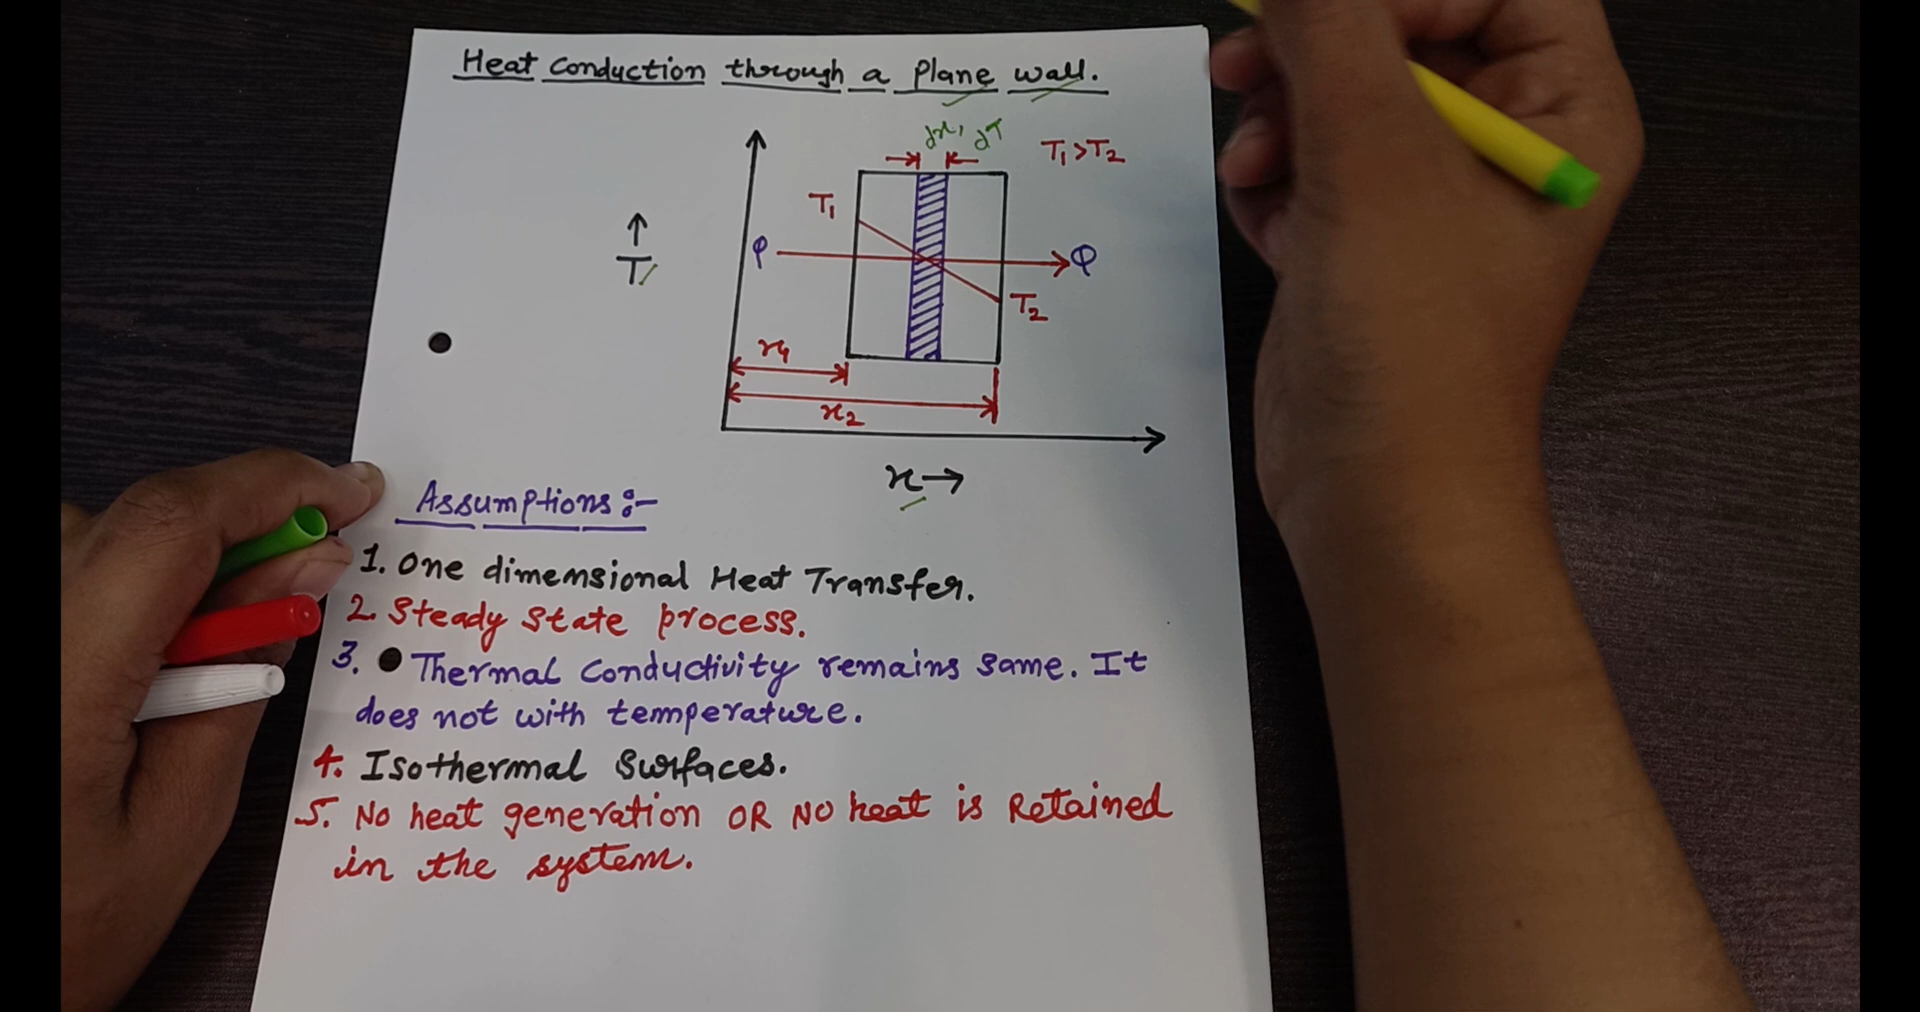 Heat Conduction through a Plane wall.
dx, dT
T1>T2
T1
↑
T
Q
Q
T2
x1
x2
x→
Assumptions:-
1. One dimensional Heat Transfer.
2. Steady State process.
3. Thermal Conductivity remains same. It
does not with temperature.
4. Isothermal Surfaces.
5. No heat generation OR NO heat is Retained
in the system.